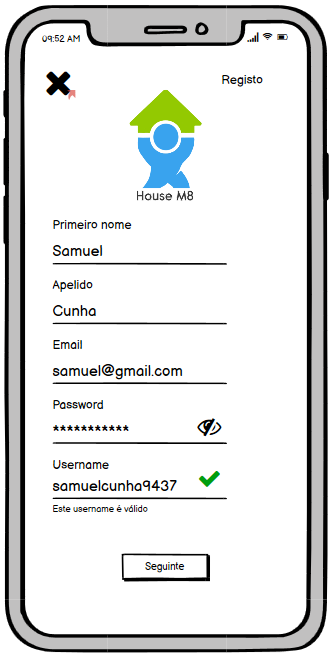 09:52 AM
Registo
House M8
Primeiro nome
Samuel
Apelido
Cunha
Email
samuel@gmail.com
Password
***********
Username
samuelcunha9437
Este username é válido
Seguinte